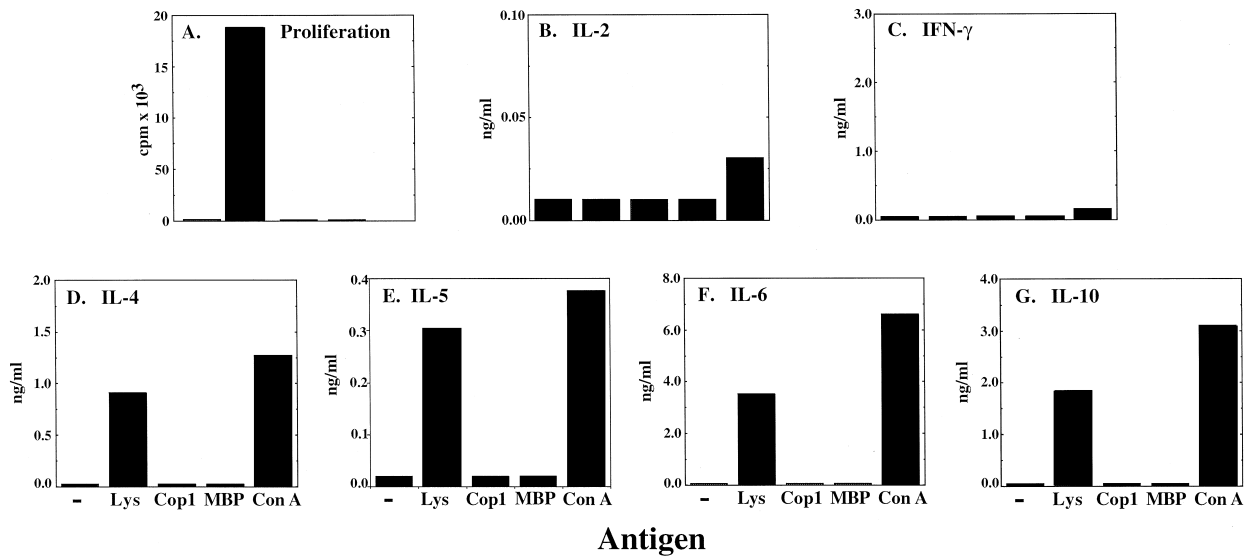 A. Proliferation
20
15
10
50
0
cpm x 10³
B. IL-2
0.10
0.05
0.00
ng/ml
C. IFN-γ
3.0
2.0
1.0
0.0
ng/ml
D. IL-4
2.0
1.5
1.0
0.5
0.0
ng/ml
- Lys Cop1 MBP Con A
E. IL-5
0.4
0.3
0.2
0.1
0.0
ng/ml
- Lys Cop1 MBP Con A
F. IL-6
8.0
6.0
4.0
2.0
0.0
ng/ml
- Lys Cop1 MBP Con A
G. IL-10
4.0
3.0
2.0
1.0
0.0
ng/ml
- Lys Cop1 MBP Con A
Antigen